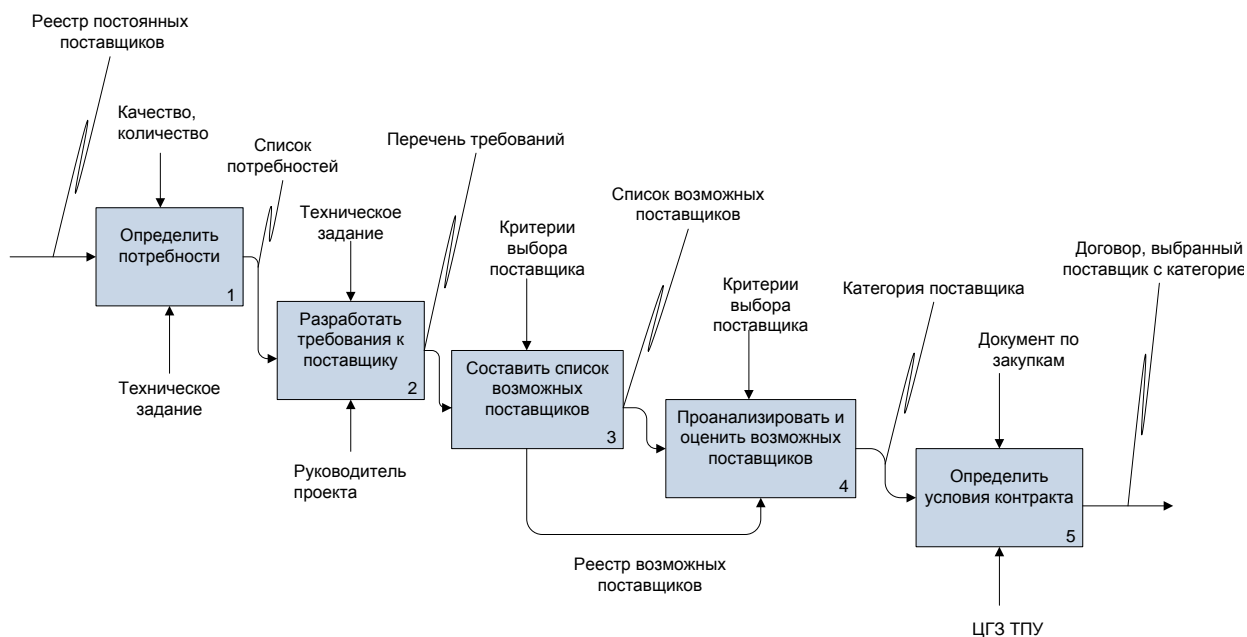 Реестр постоянных
поставщиков
Качество,
количество
Список
потребностей
Перечень требований
Определить
потребности
1
Техническое
задание
Техническое
задание
Разработать
требования к
поставщику
2
Руководитель
проекта
Критерии
выбора
поставщика
Список возможных
поставщиков
Составить список
возможных
поставщиков
3
Критерии
выбора
поставщика
Категория поставщика
Проанализировать и
оценить возможных
поставщиков
4
Реестр возможных
поставщиков
Договор, выбранный
поставщик с категорие
Документ по
закупкам
Определить
условия контракта
5
ЦГЗ ТПУ